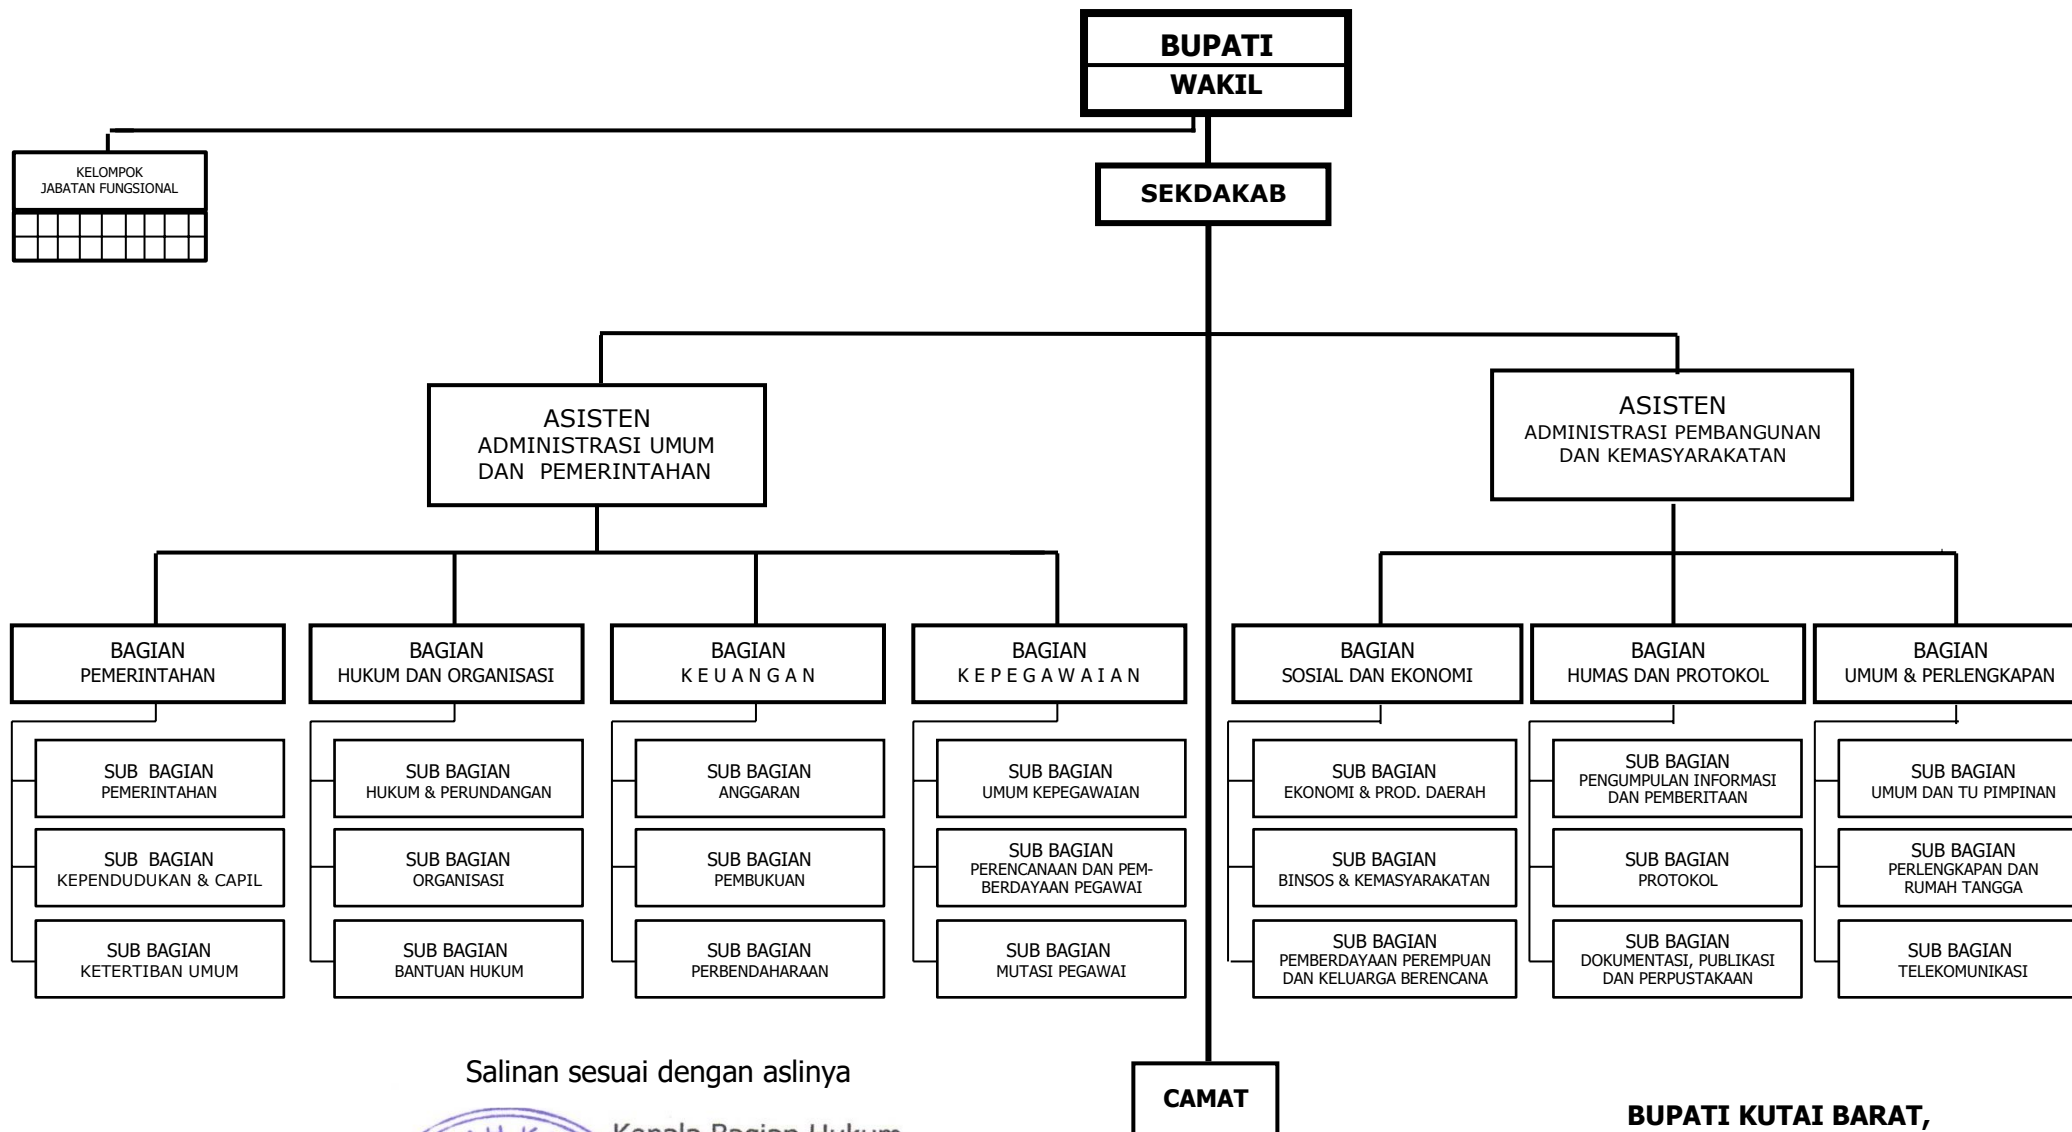 BUPATI
WAKIL
KELOMPOK
JABATAN FUNGSIONAL
SEKDAKAB
ASISTEN
ADMINISTRASI UMUM
DAN PEMERINTAHAN
ASISTEN
ADMINISTRASI PEMBANGUNAN
DAN KEMASYARAKATAN
BAGIAN
PEMERINTAHAN
BAGIAN
HUKUM DAN ORGANISASI
BAGIAN
K E U A N G A N
BAGIAN
K E P E G A W A I A N
BAGIAN
SOSIAL DAN EKONOMI
BAGIAN
HUMAS DAN PROTOKOL
BAGIAN
UMUM & PERLENGKAPAN
SUB BAGIAN
PEMERINTAHAN
SUB BAGIAN
HUKUM & PERUNDANGAN
SUB BAGIAN
ANGGARAN
SUB BAGIAN
UMUM KEPEGAWAIAN
SUB BAGIAN
EKONOMI & PROD. DAERAH
SUB BAGIAN
PENGUMPULAN INFORMASI
DAN PEMBERITAAN
SUB BAGIAN
UMUM DAN TU PIMPINAN
SUB BAGIAN
KEPENDUDUKAN & CAPIL
SUB BAGIAN
ORGANISASI
SUB BAGIAN
PEMBUKUAN
SUB BAGIAN
PERENCANAAN DAN PEM-
BERDAYAAN PEGAWAI
SUB BAGIAN
BINSOS & KEMASYARAKATAN
SUB BAGIAN
PROTOKOL
SUB BAGIAN
PERLENGKAPAN DAN
RUMAH TANGGA
SUB BAGIAN
KETERTIBAN UMUM
SUB BAGIAN
BANTUAN HUKUM
SUB BAGIAN
PERBENDAHARAAN
SUB BAGIAN
MUTASI PEGAWAI
SUB BAGIAN
PEMBERDAYAAN PEREMPUAN
DAN KELUARGA BERENCANA
SUB BAGIAN
DOKUMENTASI, PUBLIKASI
DAN PERPUSTAKAAN
SUB BAGIAN
TELEKOMUNIKASI
Salinan sesuai dengan aslinya
CAMAT
Kepala Bagian Hukum
BUPATI KUTAI BARAT,